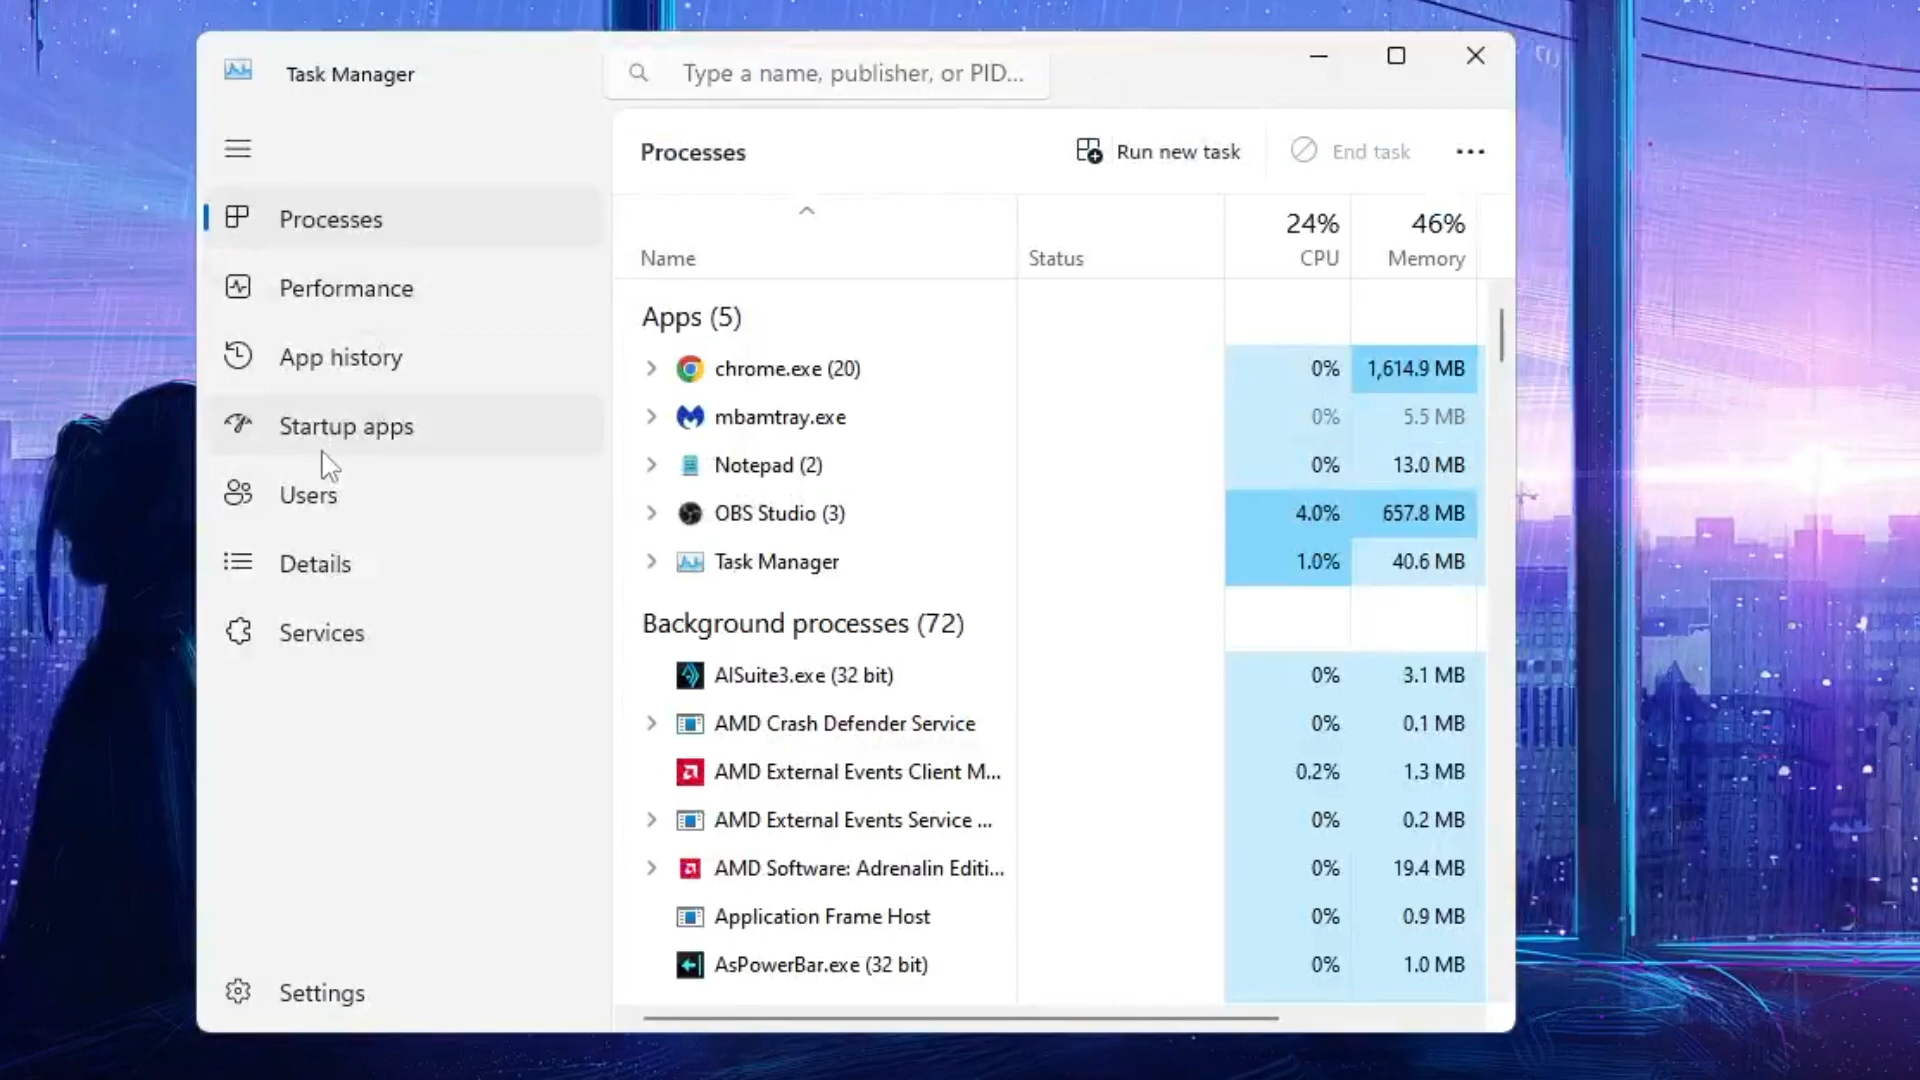 Task Manager
Type a name, publisher, or PID...
Processes
Run new task
End task
Processes
Performance
App history
Startup apps
Users
Details
Services
Settings
24% 46%
Name Status CPU Memory
Apps (5)
chrome.exe (20) 0% 1,614.9 MB
mbamtray.exe 0% 5.5 MB
Notepad (2) 0% 13.0 MB
OBS Studio (3) 4.0% 657.8 MB
Task Manager 1.0% 40.6 MB
Background processes (72)
AISuite3.exe (32 bit) 0% 3.1 MB
AMD Crash Defender Service 0% 0.1 MB
AMD External Events Client M... 0.2% 1.3 MB
AMD External Events Service ... 0% 0.2 MB
AMD Software: Adrenalin Editi... 0% 19.4 MB
Application Frame Host 0% 0.9 MB
AsPowerBar.exe (32 bit) 0% 1.0 MB